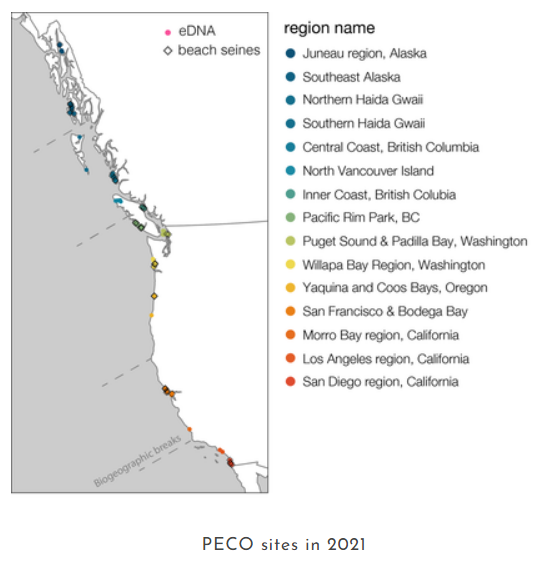 eDNA
beach seines
Biogeographic breaks
region name
Juneau region, Alaska
Southeast Alaska
Northern Haida Gwaii
Southern Haida Gwaii
Central Coast, British Columbia
North Vancouver Island
Inner Coast, British Colubia
Pacific Rim Park, BC
Puget Sound & Padilla Bay, Washington
Willapa Bay Region, Washington
Yaquina and Coos Bays, Oregon
San Francisco & Bodega Bay
Morro Bay region, California
Los Angeles region, California
San Diego region, California
PECO sites in 2021